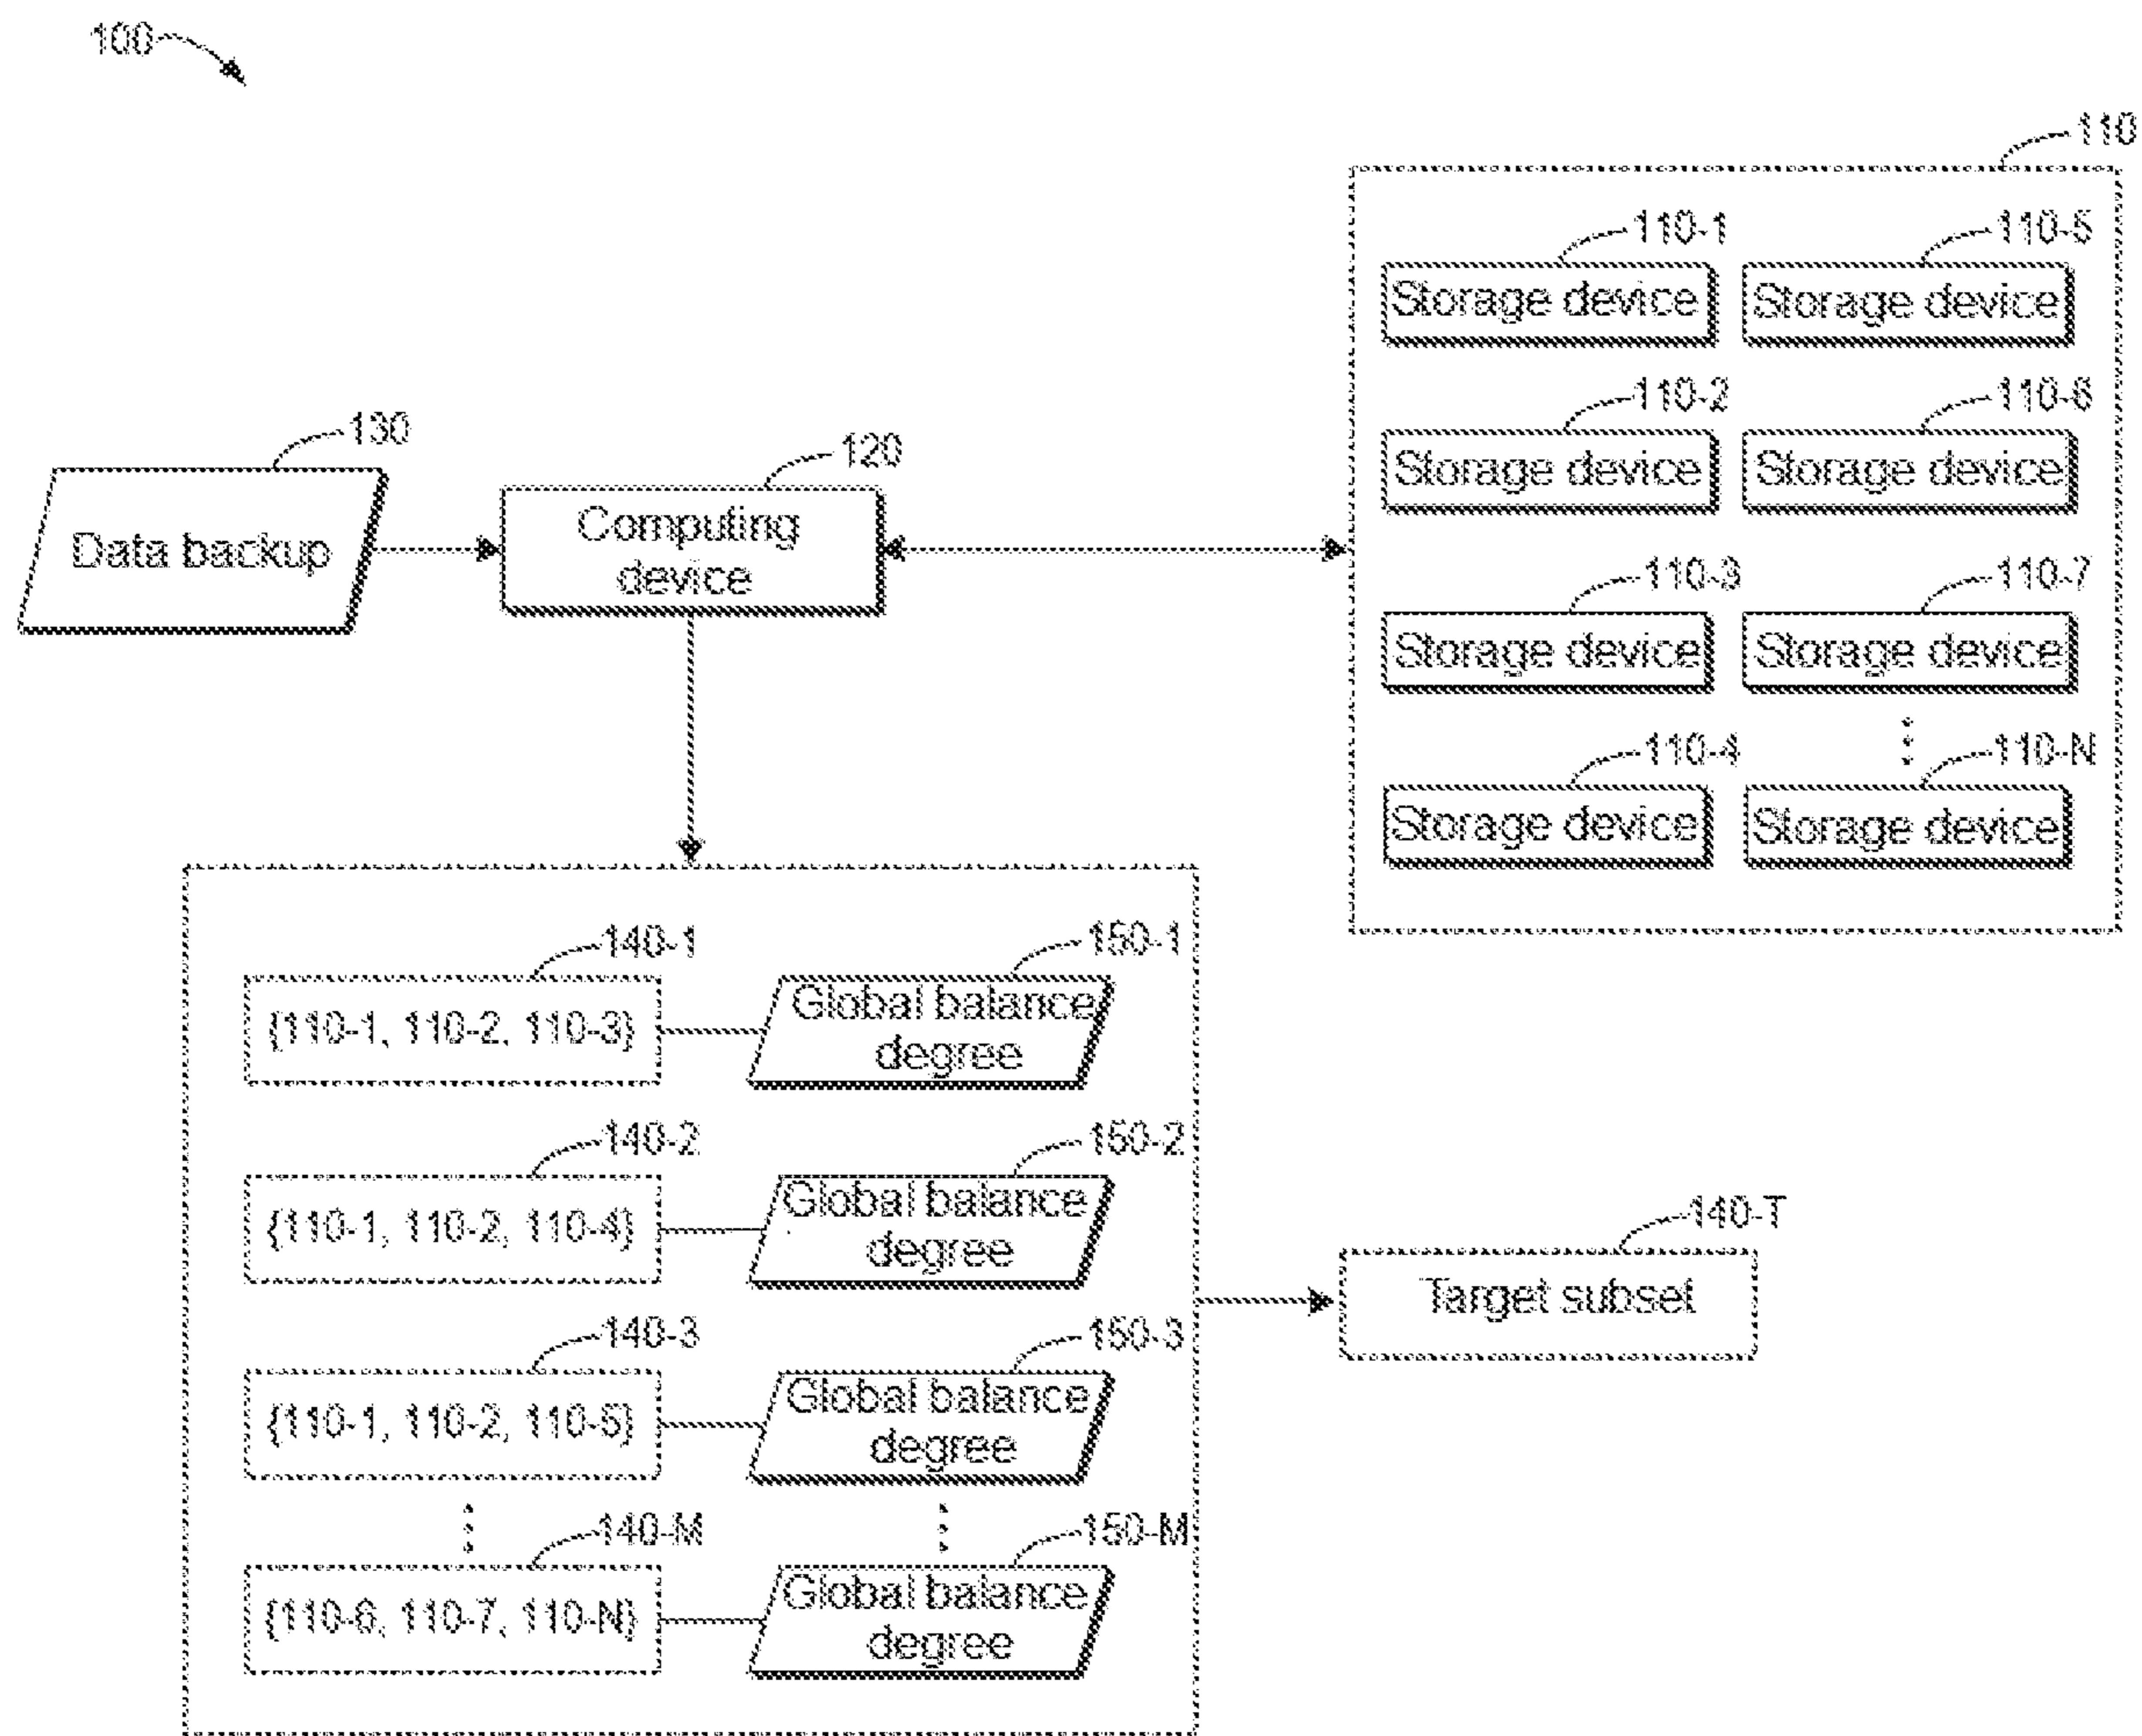 100
110
110-1
110-5
Storage device
Storage device
110-2
110-6
Storage device
Storage device
130
120
Data backup
Computing
device
110-3
110-7
Storage device
Storage device
110-4
110-N
Storage device
Storage device
140-1
150-1
{110-1, 110-2, 110-3}
Global balance
degree
140-2
150-2
{110-1, 110-2, 110-4}
Global balance
degree
140-T
Target subset
140-3
150-3
{110-1, 110-2, 110-5}
Global balance
degree
140-M
150-M
{110-6, 110-7, 110-N}
Global balance
degree